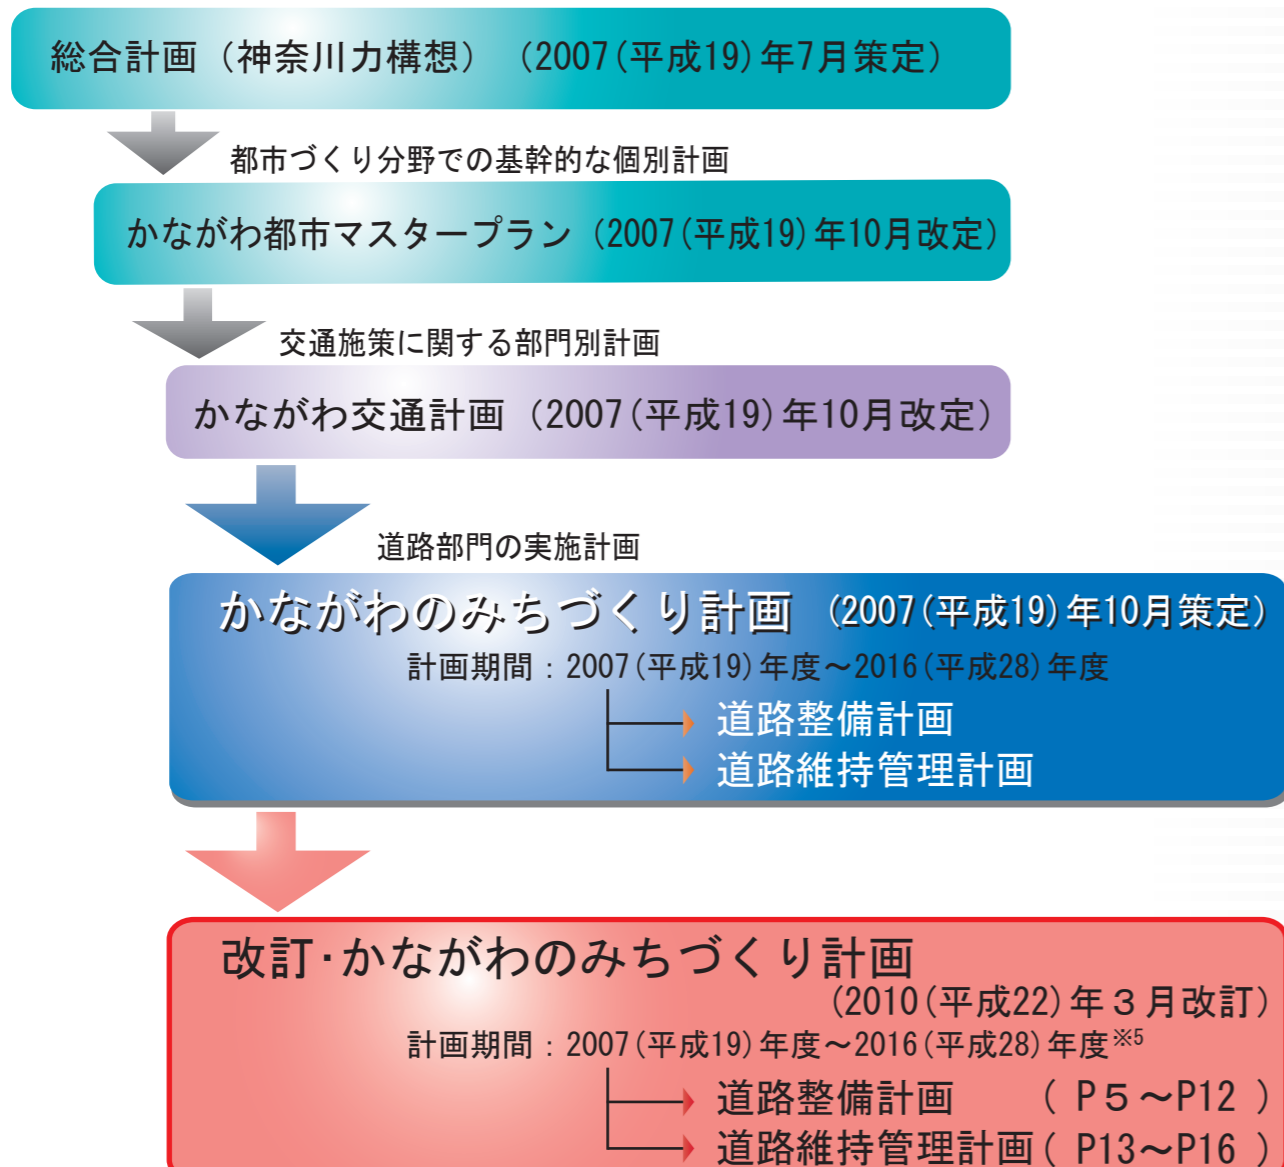 総合計画（神奈川力構想）（2007(平成19)年7月策定）
都市づくり分野での基幹的な個別計画
かながわ都市マスタープラン（2007(平成19)年10月改定）
交通施策に関する部門別計画
かながわ交通計画（2007(平成19)年10月改定）
道路部門の実施計画
かながわのみちづくり計画（2007(平成19)年10月策定）
計画期間：2007(平成19)年度～2016(平成28)年度
道路整備計画
道路維持管理計画
改訂・かながわのみちづくり計画
（2010(平成22)年３月改訂）
計画期間：2007(平成19)年度～2016(平成28)年度※5
道路整備計画　　（ P５～P12 ）
道路維持管理計画（ P13～P16 ）